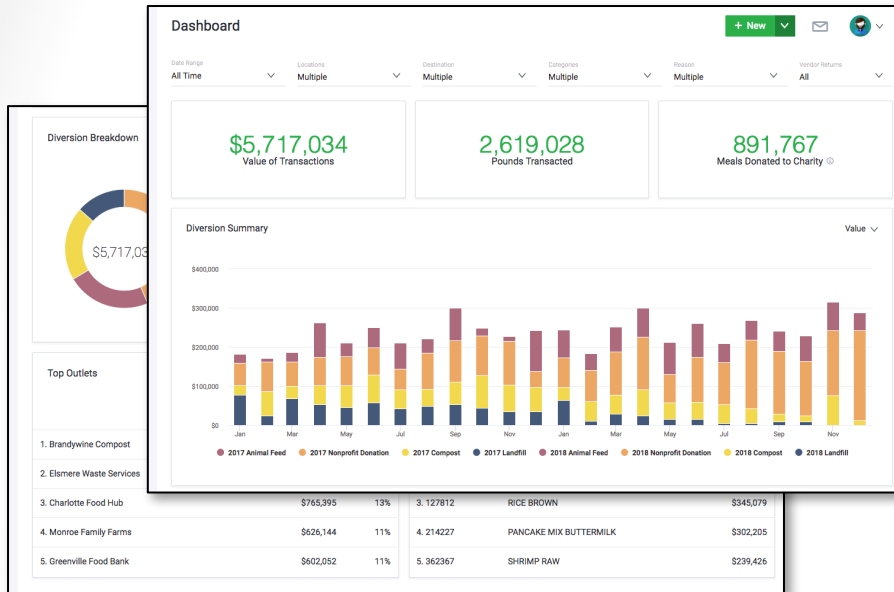 Dashboard
+ New
Date Range
All Time
Locations
Multiple
Destination
Multiple
Categories
Multiple
Reason
Multiple
Vendor Returns
All
$5,717,034
Value of Transactions
2,619,028
Pounds Transacted
891,767
Meals Donated to Charity
Diversion Summary
Value
$400,000
$300,000
$200,000
$100,000
$0
Jan Mar May Jul Sep Nov Jan Mar May Jul Sep Nov
2017 Animal Feed 2017 Nonprofit Donation 2017 Compost 2017 Landfill 2018 Animal Feed 2018 Nonprofit Donation 2018 Compost 2018 Landfill
Diversion Breakdown
$5,717,03
Top Outlets
1. Brandywine Compost
2. Elsmere Waste Services
3. Charlotte Food Hub $765,395 13% 3. 127812 RICE BROWN $345,079
4. Monroe Family Farms $626,144 11% 4. 214227 PANCAKE MIX BUTTERMILK $302,205
5. Greenville Food Bank $602,052 11% 5. 362367 SHRIMP RAW $239,426